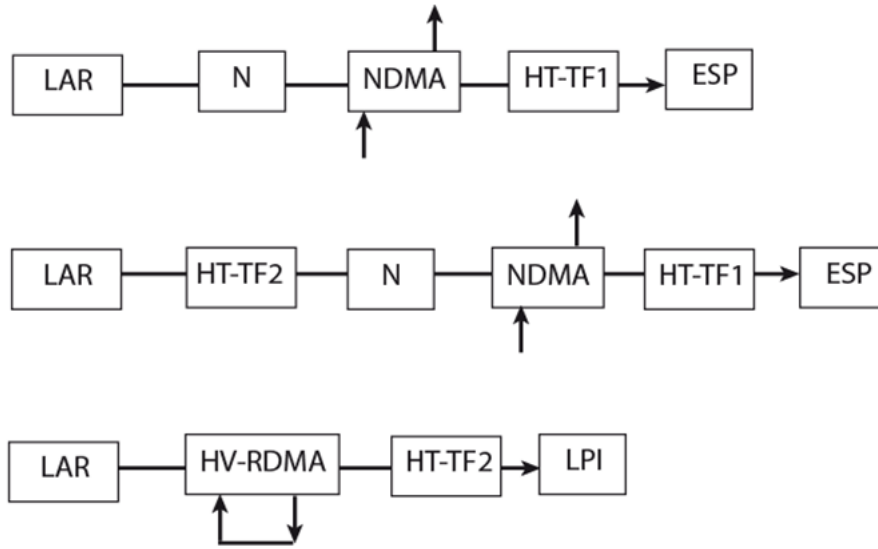 LAR N NDMA HT-TF1 ESP
LAR HT-TF2 N NDMA HT-TF1 ESP
LAR HV-RDMA HT-TF2 LPI